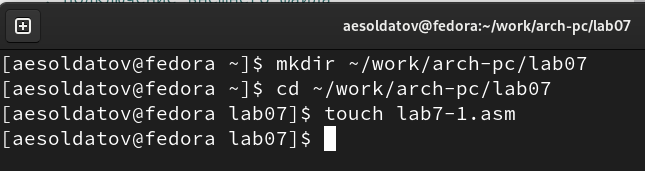 aesoldatov@fedora:~/work/arch-pc/lab07
[aesoldatov@fedora ~]$ mkdir ~/work/arch-pc/lab07
[aesoldatov@fedora ~]$ cd ~/work/arch-pc/lab07
[aesoldatov@fedora lab07]$ touch lab7-1.asm
[aesoldatov@fedora lab07]$